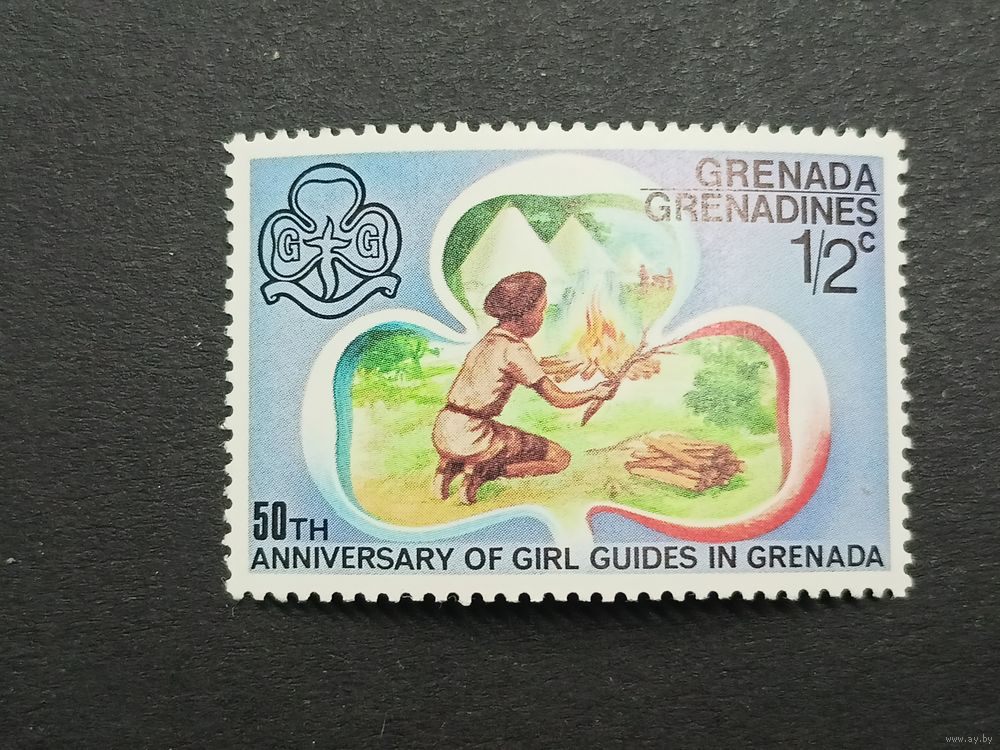 GRENADA
GRENADINES
1/2c
G G
50TH
ANNIVERSARY OF GIRL GUIDES IN GRENADA
www.ay.by